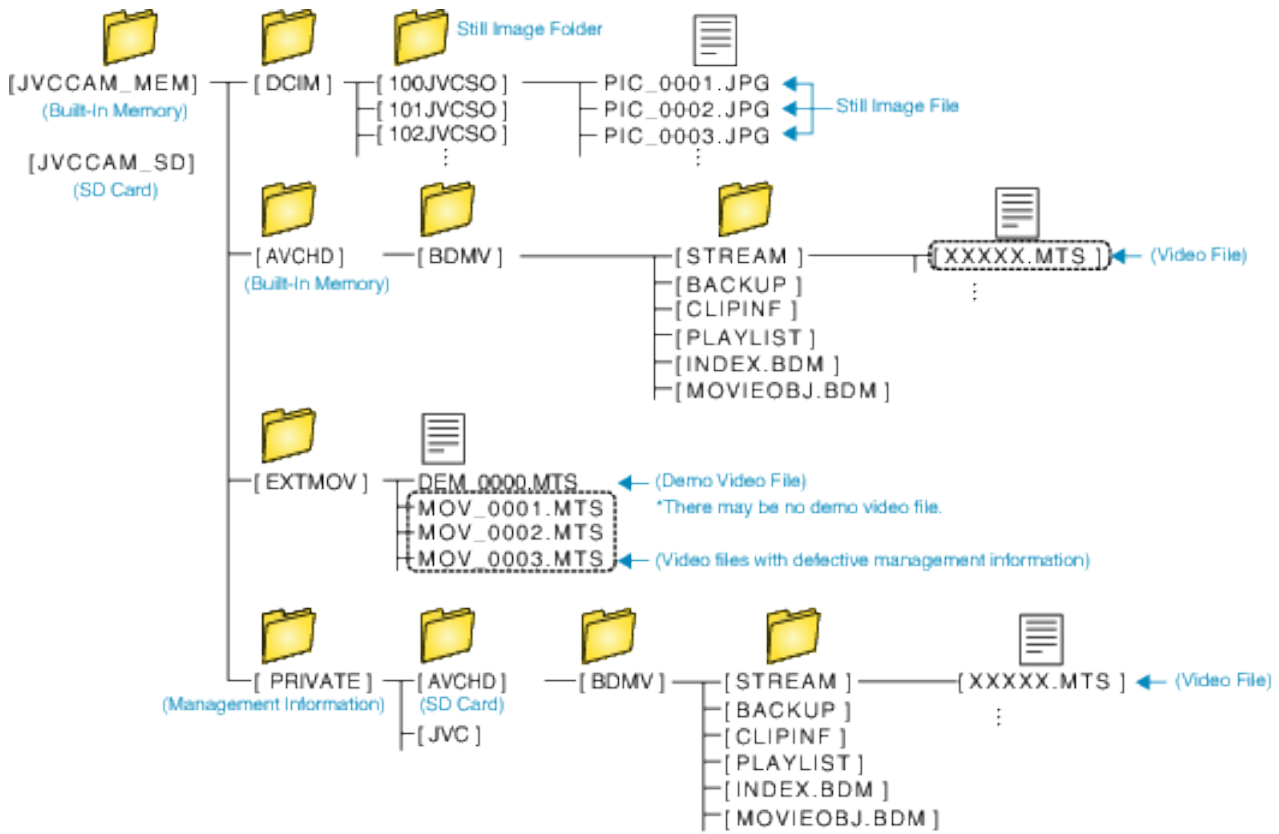 Still Image Folder
[JVCCAM_MEM]
(Built-In Memory)
[JVCCAM_SD]
(SD Card)
[ DCIM ]
[ 100JVCSO ]
[ 101JVCSO ]
[ 102JVCSO ]
PIC_0001.JPG
PIC_0002.JPG
PIC_0003.JPG
Still Image File
[ AVCHD ]
(Built-In Memory)
[ BDMV ]
[ STREAM ]
[ BACKUP ]
[ CLIPINF ]
[ PLAYLIST ]
[ INDEX.BDM ]
[ MOVIEOBJ.BDM ]
[ XXXXX.MTS ]
(Video File)
[ EXTMOV ]
DEM_0000.MTS
MOV_0001.MTS
MOV_0002.MTS
MOV_0003.MTS
(Demo Video File)
*There may be no demo video file.
(Video files with defective management information)
[ PRIVATE ]
(Management Information)
[ AVCHD ]
(SD Card)
[ JVC ]
[ BDMV ]
[ STREAM ]
[ BACKUP ]
[ CLIPINF ]
[ PLAYLIST ]
[ INDEX.BDM ]
[ MOVIEOBJ.BDM ]
[ XXXXX.MTS ]
(Video File)